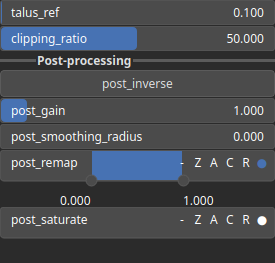 talus_ref 0.100
clipping_ratio 50.000
Post-processing
post_inverse
post_gain 1.000
post_smoothing_radius 0.000
post_remap - Z A C R
0.000 1.000
post_saturate - Z A C R